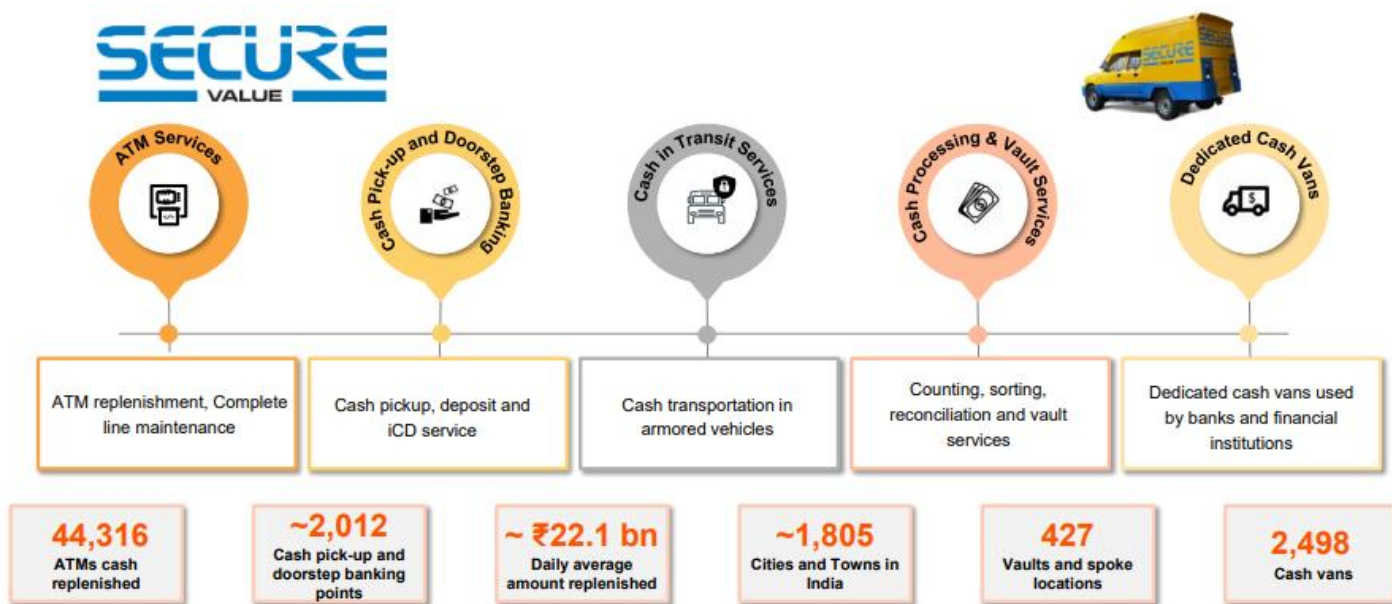 SECURE
VALUE
SECURE
VALUE
ATM Services
Cash Pick-up and Doorstep Banking
Cash in Transit Services
Cash Processing & Vault Services
Dedicated Cash Vans
$
ATM replenishment, Complete
line maintenance
Cash pickup, deposit and
iCD service
Cash transportation in
armored vehicles
Counting, sorting,
reconciliation and vault
services
Dedicated cash vans used
by banks and financial
institutions
44,316
ATMs cash
replenished
~2,012
Cash pick-up and
doorstep banking
points
~ ₹22.1 bn
Daily average
amount replenished
~1,805
Cities and Towns in
India
427
Vaults and spoke
locations
2,498
Cash vans